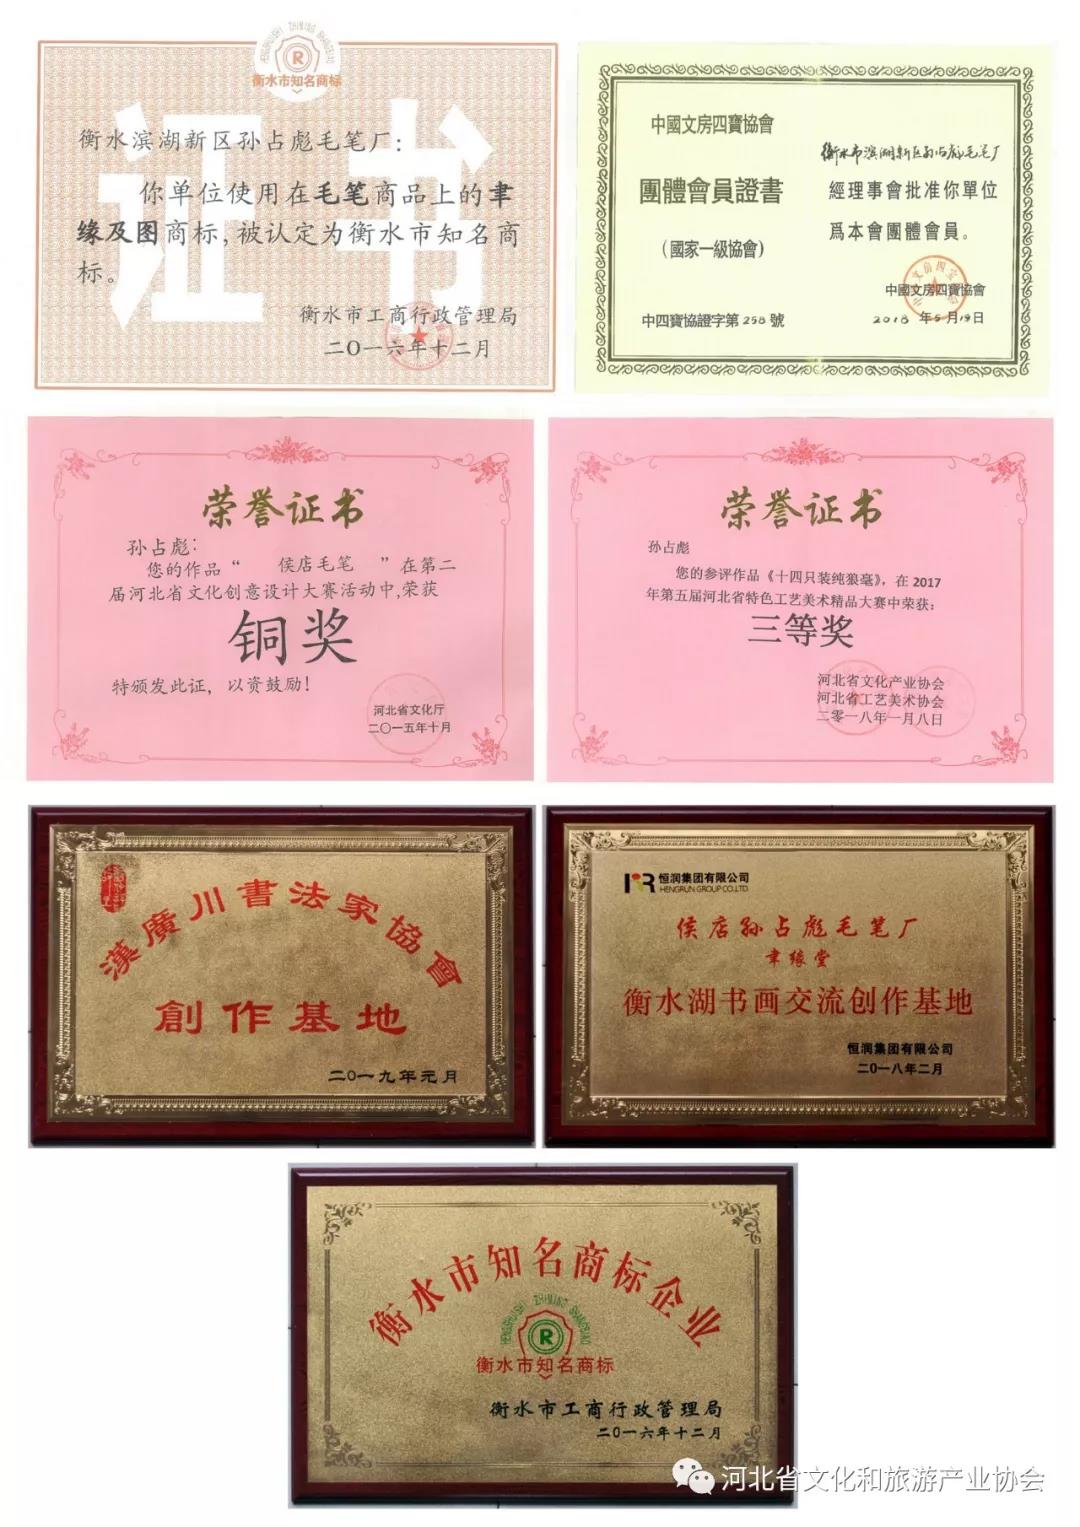 HENGSHUISHI ZHIMING SHANGBIAO
R
衡水市知名商标
证书
衡水滨湖新区孙占彪毛笔厂：
你单位使用在毛笔商品上的聿
缘及图商标，被认定为衡水市知名商
标。
衡水市工商行政管理局
二〇一六年十二月
中國文房四寶協會
團體會員證書
（國家一級協會）
中四寶協證字第 258 號
衡水市滨湖新区孙占彪毛笔厂
經理事會批准你單位
爲本會團體會員。
中國文房四寶協會
2018 年 5 月 19 日
荣誉证书
孙占彪：
您的作品“ 侯店毛笔 ”在第二
届河北省文化创意设计大赛活动中，荣获
铜奖
特颁发此证，以资鼓励！
河北省文化厅
二〇一五年十月
荣誉证书
孙占彪
您的参评作品《十四只装纯狼毫》，在 2017
年第五届河北省特色工艺美术精品大赛中荣获：
三等奖
河北省文化产业协会
河北省工艺美术协会
二零一八年一月八日
漢廣川書法家協會
創作基地
二〇一九年元月
恒润集团有限公司
HENGRUN GROUP CO.,LTD.
侯店孙占彪毛笔厂
聿缘堂
衡水湖书画交流创作基地
恒润集团有限公司
二〇一八年二月
衡水市知名商标企业
HENGSHUISHI ZHIMING SHANGBIAO
R
衡水市知名商标
衡水市工商行政管理局
二〇一六年十二月
河北省文化和旅游产业协会